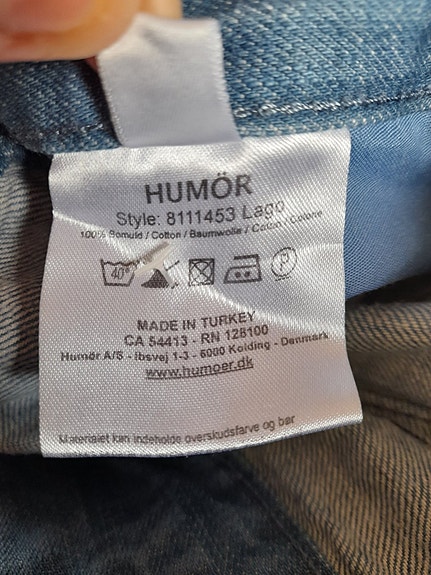 HUMÖR
Style: 8111453 Lago
100% Bomuld / Cotton / Baumwolle / Coton / Cotone
40°
P
MADE IN TURKEY
CA 54413 - RN 128100
Humör A/S - Ibsvej 1-3 - 6000 Kolding - Denmark
www.humoer.dk
Materialet kan indeholde overskudsfarve og bør